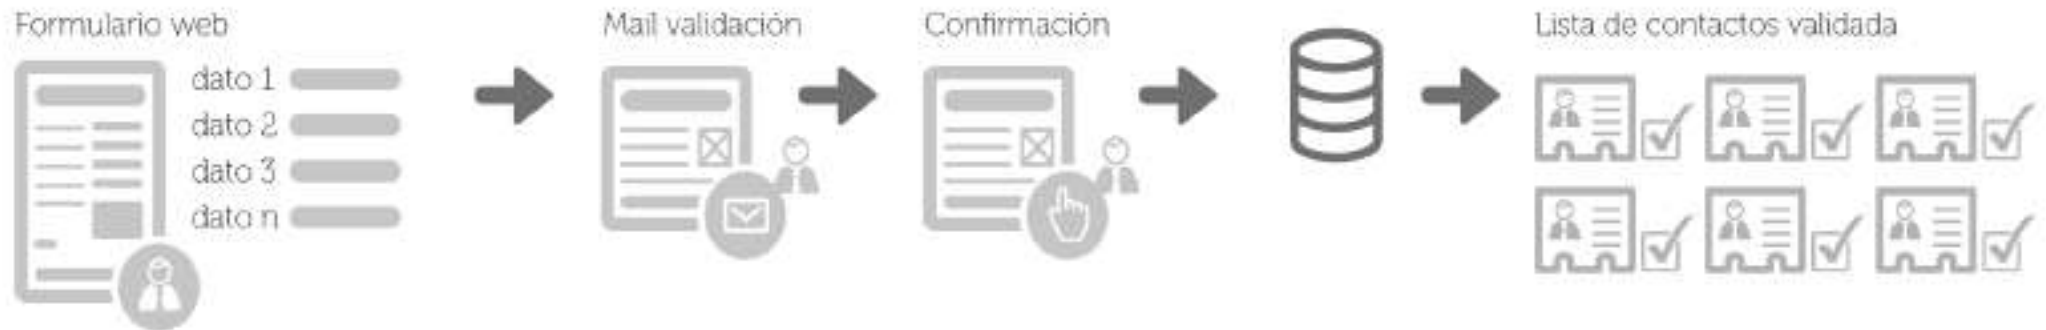 Formulario web
dato 1
dato 2
dato 3
dato n
Mail validación
Confirmación
Lista de contactos validada